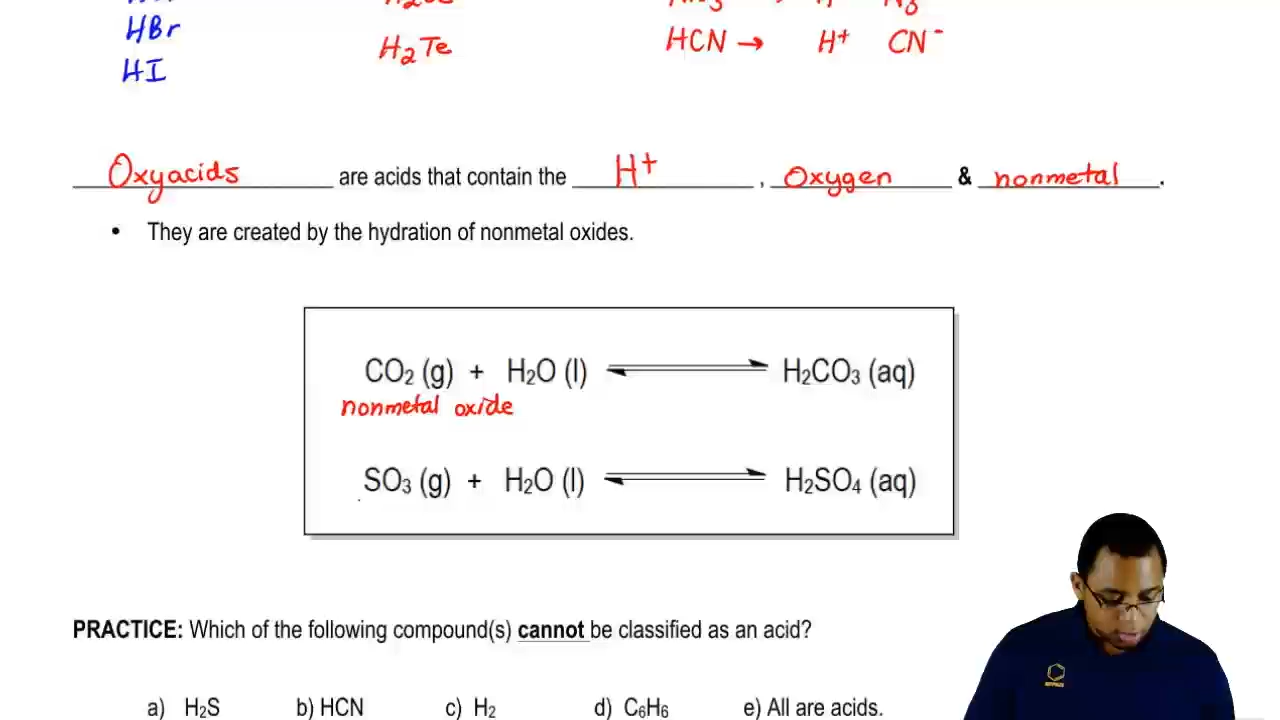 HBr H₂Te HCN → H⁺ CN⁻
HI
Oxyacids are acids that contain the H⁺, Oxygen & nonmetal.
• They are created by the hydration of nonmetal oxides.
CO₂ (g) + H₂O (l) ⇌ H₂CO₃ (aq)
nonmetal oxide
SO₃ (g) + H₂O (l) ⇌ H₂SO₄ (aq)
PRACTICE: Which of the following compound(s) cannot be classified as an acid?
a) H₂S b) HCN c) H₂ d) C₆H₆ e) All are acids.